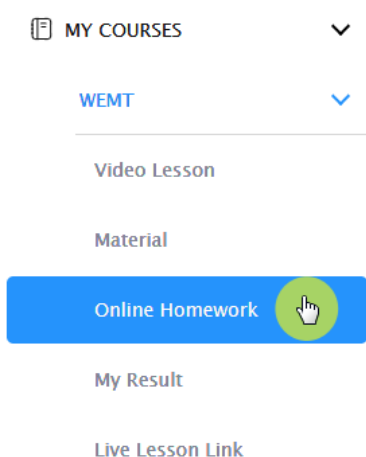 MY COURSES
WEMT
Video Lesson
Material
Online Homework
My Result
Live Lesson Link